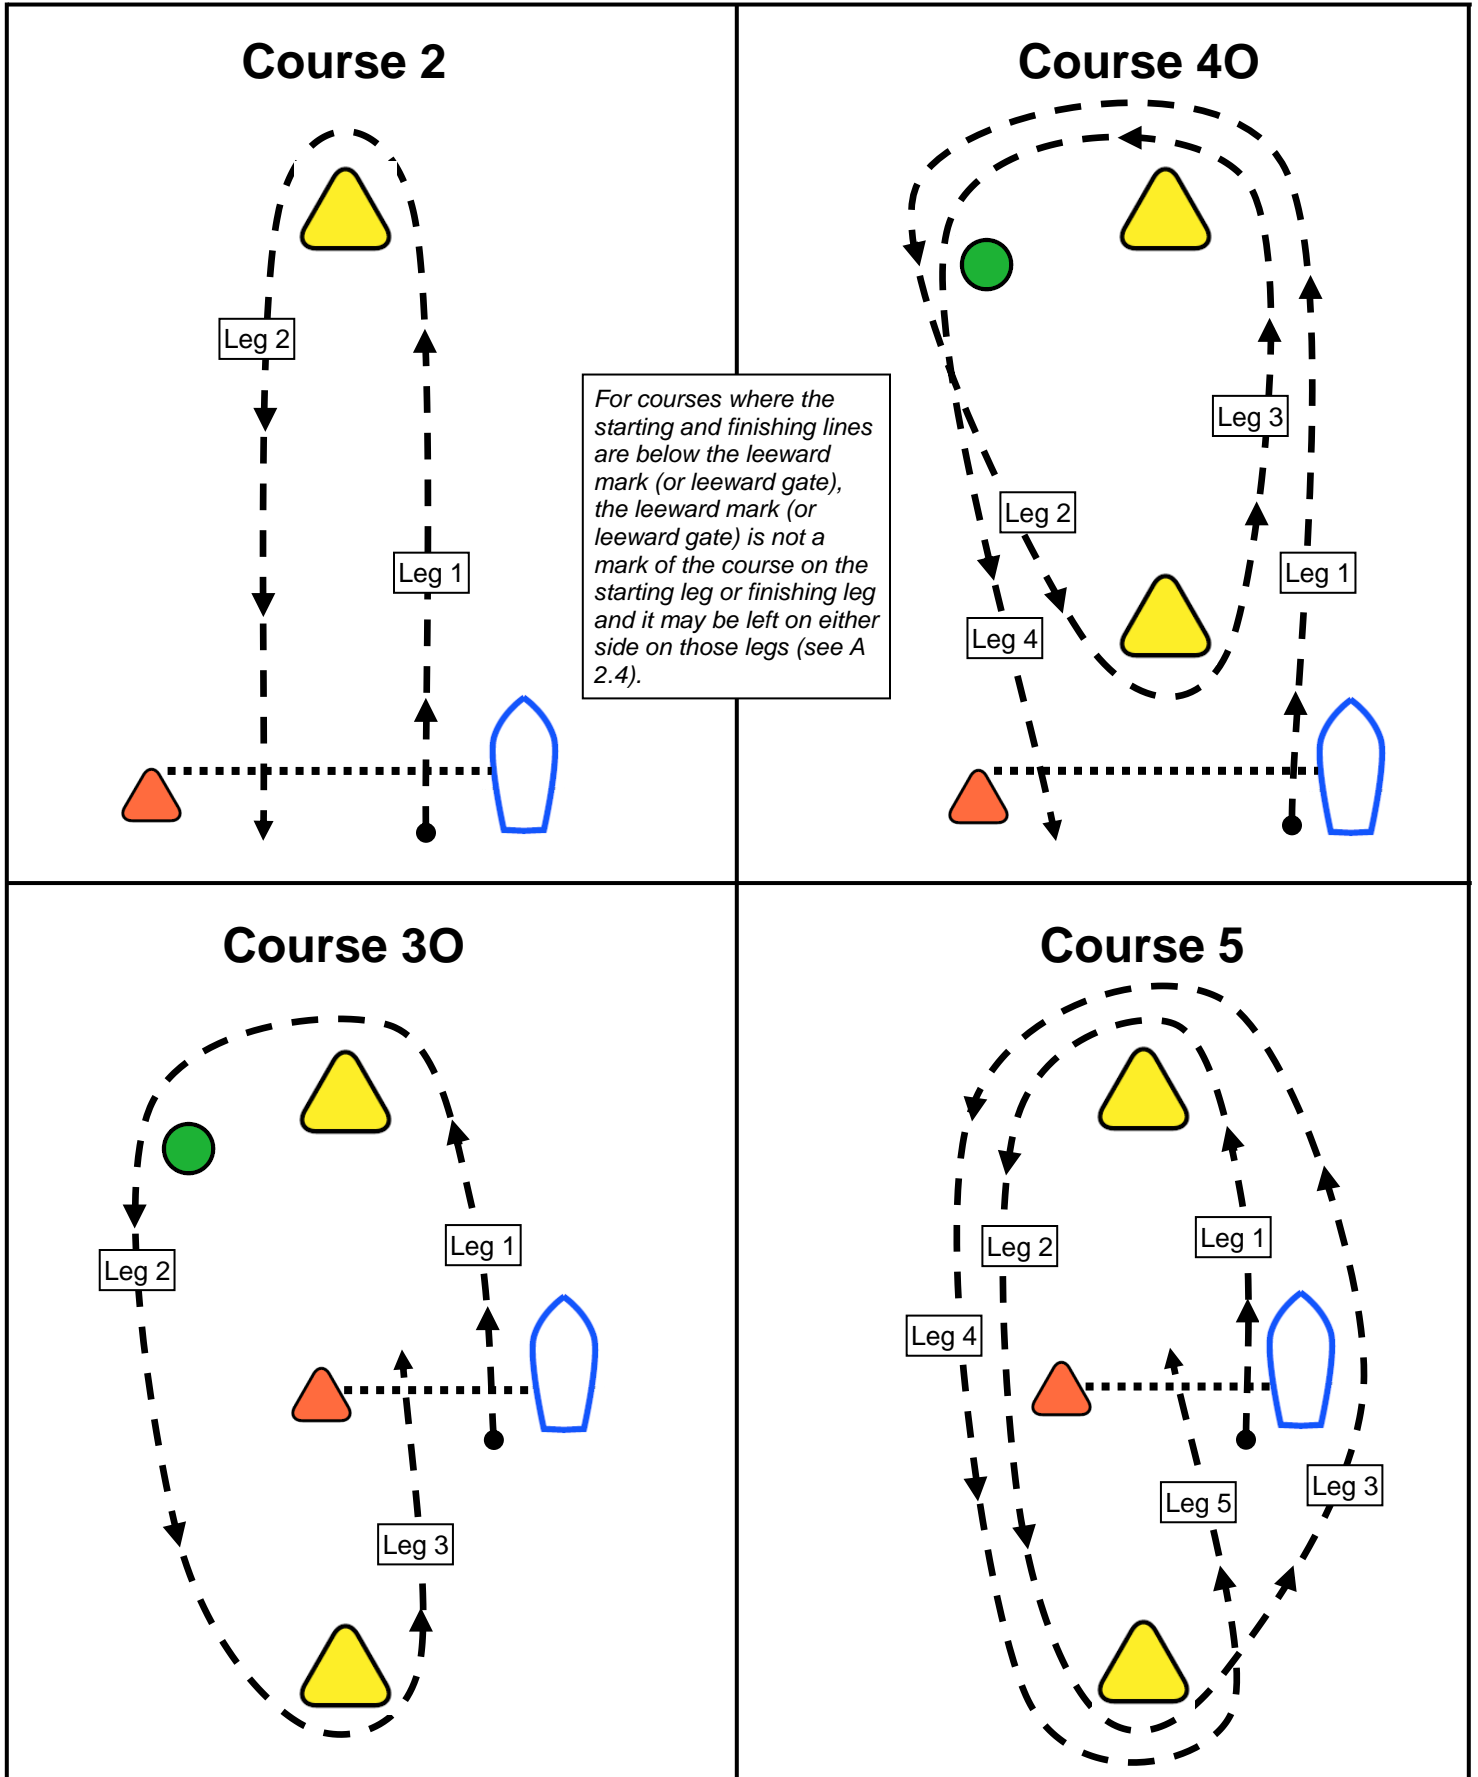 Course 2
Leg 2
Leg 1
Course 4O
Leg 3
Leg 2
Leg 1
Leg 4
For courses where the
starting and finishing lines
are below the leeward
mark (or leeward gate),
the leeward mark (or
leeward gate) is not a
mark of the course on the
starting leg or finishing leg
and it may be left on either
side on those legs (see A
2.4).
Course 3O
Leg 1
Leg 2
Leg 3
Course 5
Leg 1
Leg 2
Leg 4
Leg 3
Leg 5